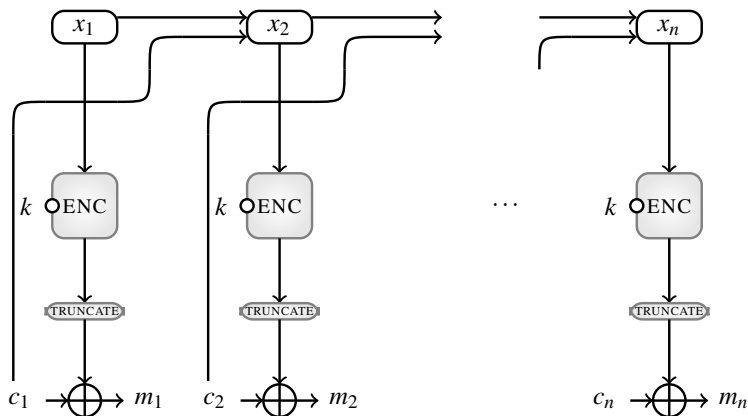 x₁ x₂ xₙ
k ENC k ENC ⋯ k ENC
TRUNCATE TRUNCATE TRUNCATE
c₁ m₁ c₂ m₂ cₙ mₙ